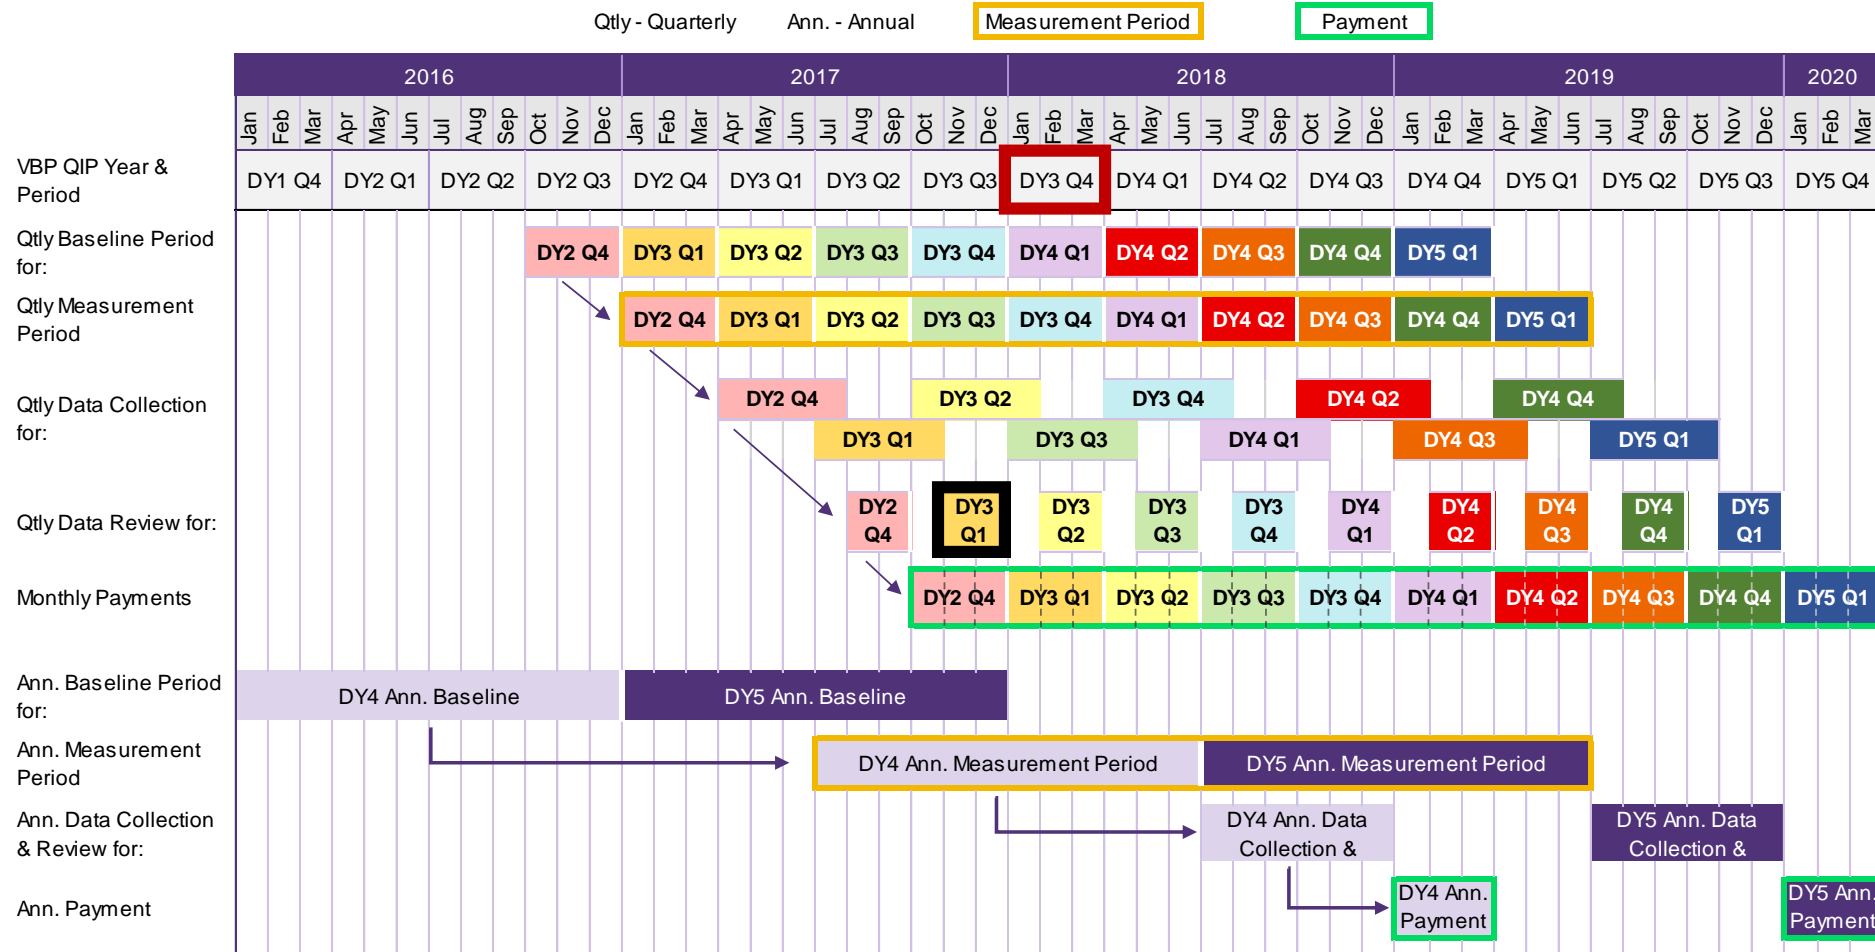 Qtly - Quarterly Ann. - Annual Measurement Period Payment
2016 2017 2018 2019 2020
Jan Feb Mar Apr May Jun Jul Aug Sep Oct Nov Dec Jan Feb Mar Apr May Jun Jul Aug Sep Oct Nov Dec Jan Feb Mar Apr May Jun Jul Aug Sep Oct Nov Dec Jan Feb Mar Apr May Jun Jul Aug Sep Oct Nov Dec Jan Feb Mar
VBP QIP Year &
Period
DY1 Q4 DY2 Q1 DY2 Q2 DY2 Q3 DY2 Q4 DY3 Q1 DY3 Q2 DY3 Q3 DY3 Q4 DY4 Q1 DY4 Q2 DY4 Q3 DY4 Q4 DY5 Q1 DY5 Q2 DY5 Q3 DY5 Q4
Qtly Baseline Period
for:
DY2 Q4 DY3 Q1 DY3 Q2 DY3 Q3 DY3 Q4 DY4 Q1 DY4 Q2 DY4 Q3 DY4 Q4 DY5 Q1
Qtly Measurement
Period
DY2 Q4 DY3 Q1 DY3 Q2 DY3 Q3 DY3 Q4 DY4 Q1 DY4 Q2 DY4 Q3 DY4 Q4 DY5 Q1
Qtly Data Collection
for:
DY2 Q4 DY3 Q2 DY3 Q4 DY4 Q2 DY4 Q4
DY3 Q1 DY3 Q3 DY4 Q1 DY4 Q3 DY5 Q1
Qtly Data Review for:
DY2 DY3 DY3 DY3 DY3 DY4 DY4 DY4 DY4 DY5
Q4 Q1 Q2 Q3 Q4 Q1 Q2 Q3 Q4 Q1
Monthly Payments
DY2 Q4 DY3 Q1 DY3 Q2 DY3 Q3 DY3 Q4 DY4 Q1 DY4 Q2 DY4 Q3 DY4 Q4 DY5 Q1
Ann. Baseline Period
for:
DY4 Ann. Baseline DY5 Ann. Baseline
Ann. Measurement
Period
DY4 Ann. Measurement Period DY5 Ann. Measurement Period
Ann. Data Collection
& Review for:
DY4 Ann. Data DY5 Ann. Data
Collection & Collection &
Ann. Payment
DY4 Ann. DY5 Ann.
Payment Payment